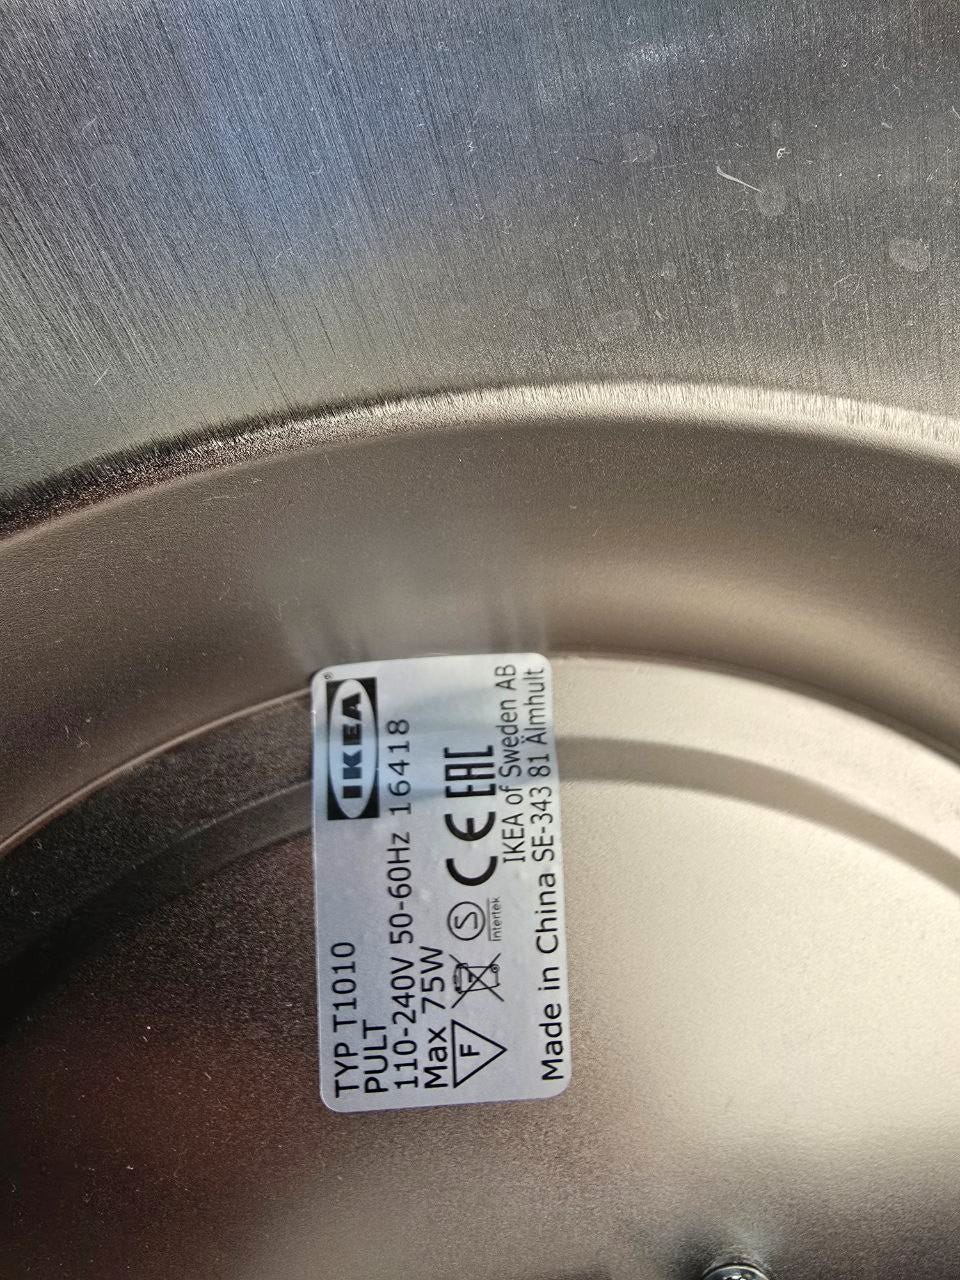 IKEA®
TYP T1010
PULT
110-240V 50-60Hz 16418
Max 75W
F
S
Intertek
CE EAC
IKEA of Sweden AB
Made in China SE-343 81 Älmhult